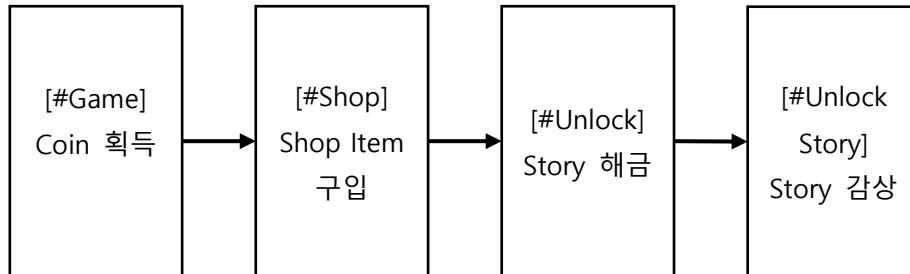 [#Game]
Coin 획득
[#Shop]
Shop Item
구입
[#Unlock]
Story 해금
[#Unlock
Story]
Story 감상